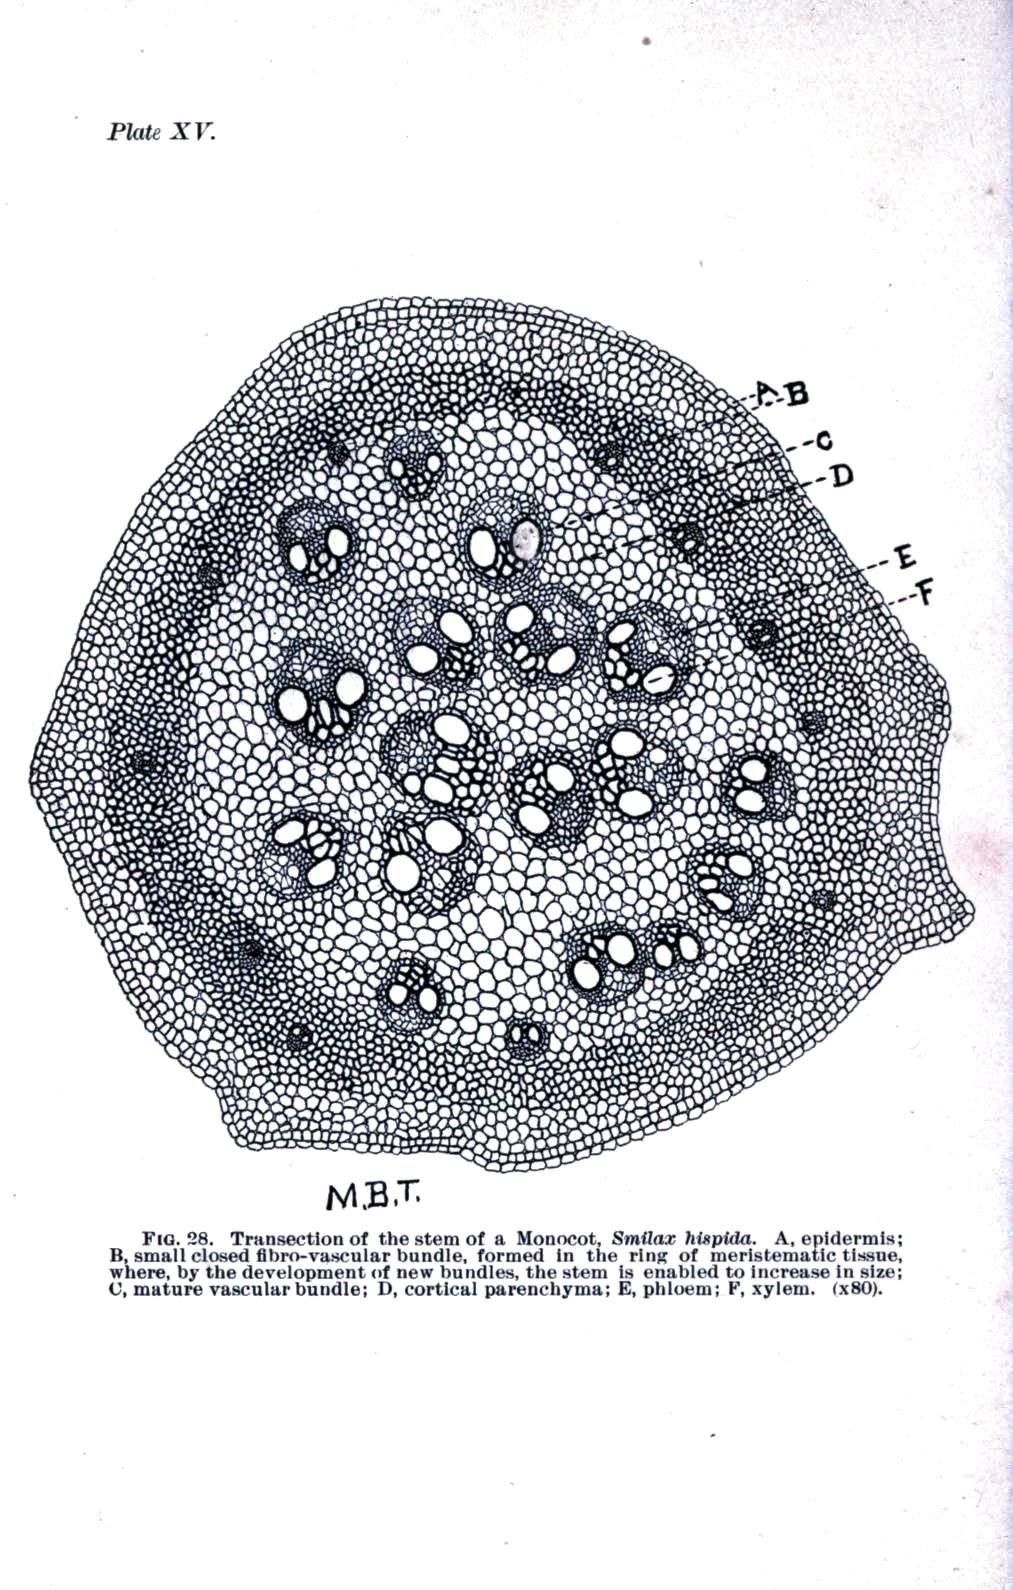 Plate XV.
A
B
C
D
E
F
M.B.T.
FIG. 28. Transection of the stem of a Monocot, Smilax hispida. A, epidermis;
B, small closed fibro-vascular bundle, formed in the ring of meristematic tissue,
where, by the development of new bundles, the stem is enabled to increase in size;
C, mature vascular bundle; D, cortical parenchyma; E, phloem; F, xylem. (x80).